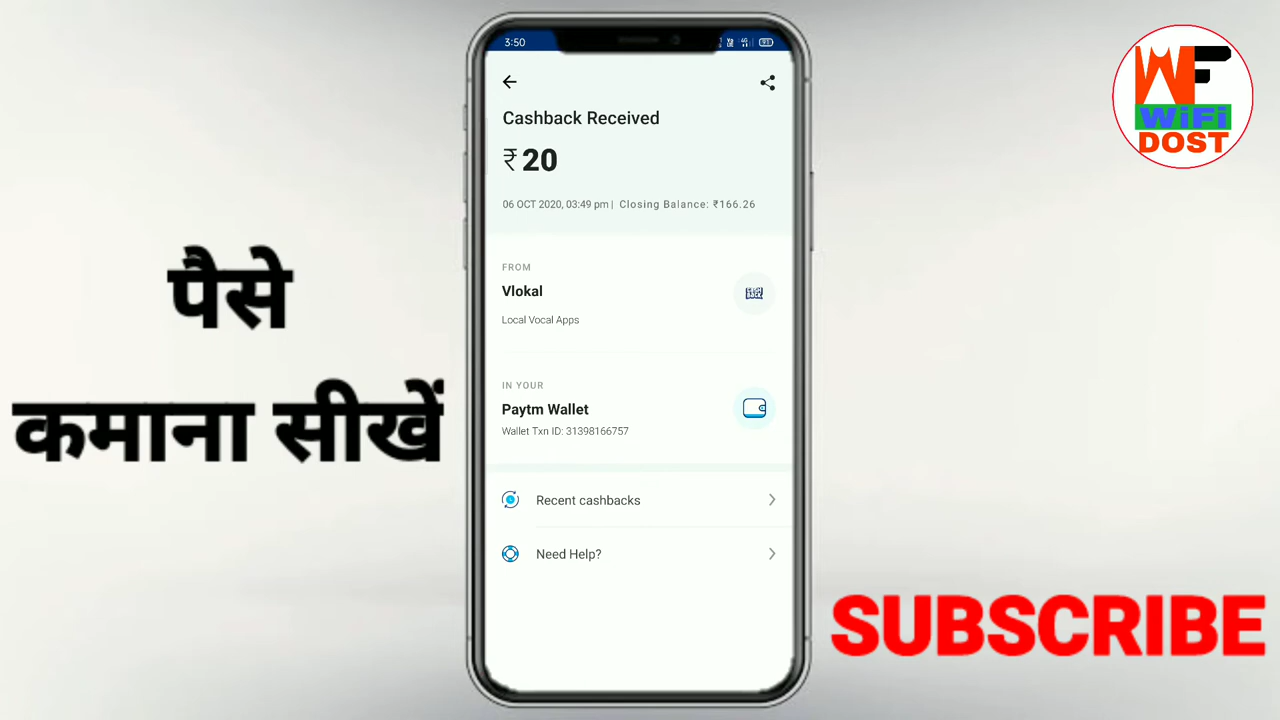 3:50
Cashback Received
₹20
06 OCT 2020, 03:49 pm | Closing Balance: ₹166.26
FROM
Vlokal
Local Vocal Apps
IN YOUR
Paytm Wallet
Wallet Txn ID: 31398166757
Recent cashbacks
Need Help?
पैसे
कमाना सीखें
WF
WiFi
DOST
SUBSCRIBE